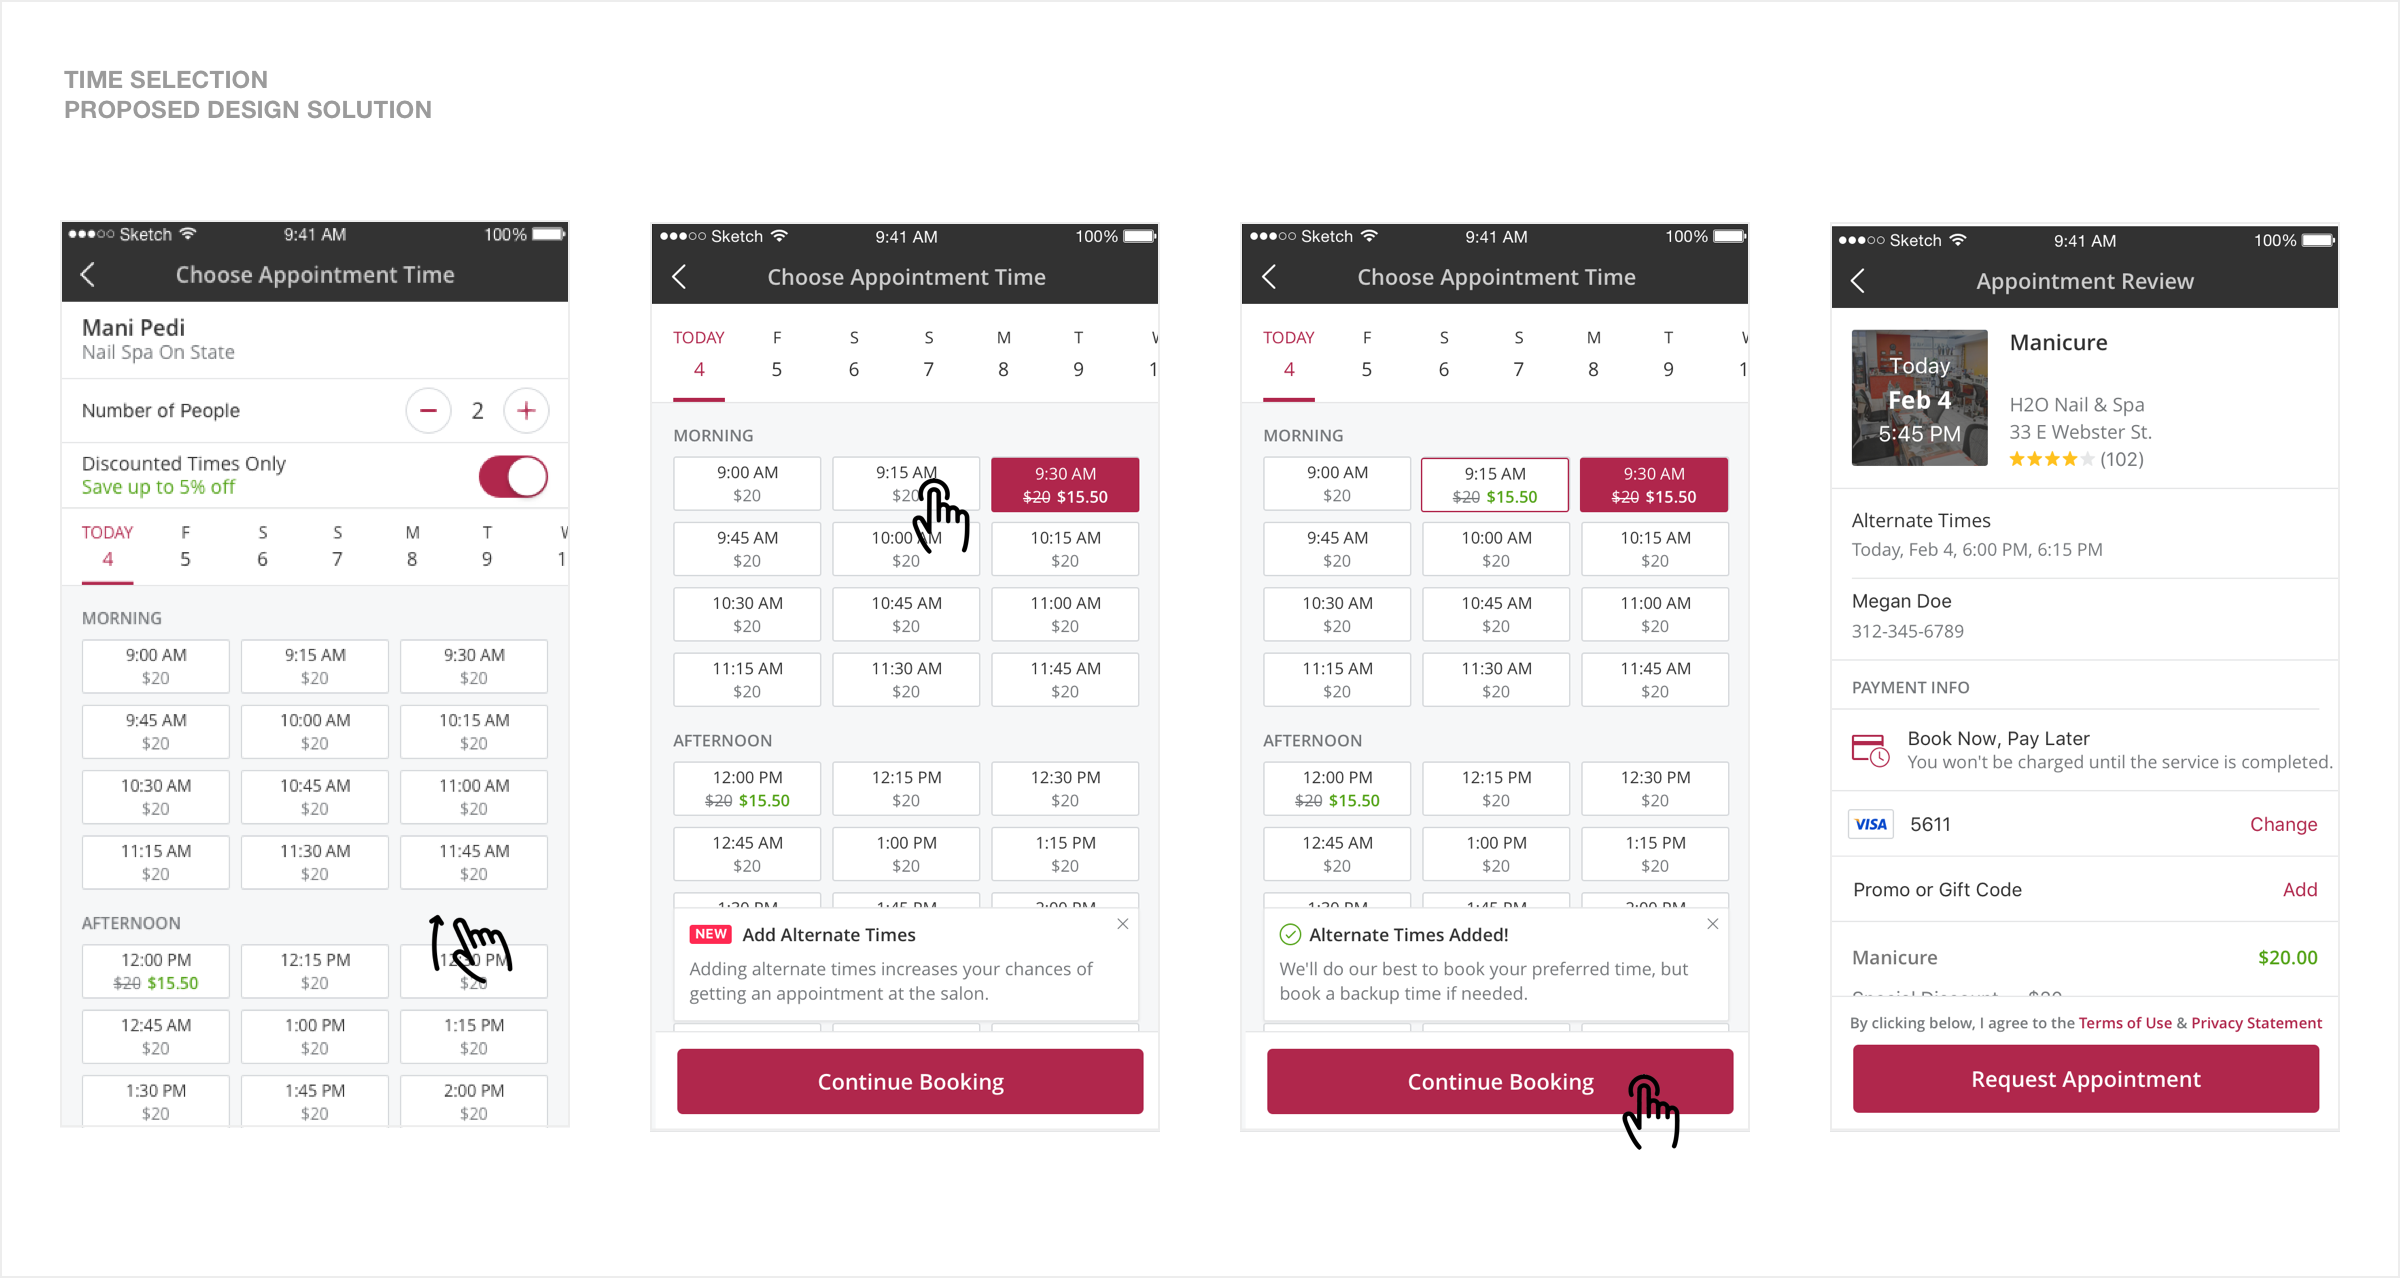 TIME SELECTION
PROPOSED DESIGN SOLUTION
Sketch 9:41 AM 100%
Choose Appointment Time
Mani Pedi
Nail Spa On State
Number of People 2
Discounted Times Only
Save up to 5% off
TODAY F S S M T
4 5 6 7 8 9 1
MORNING
9:00 AM 9:15 AM 9:30 AM
$20 $20 $20
9:45 AM 10:00 AM 10:15 AM
$20 $20 $20
10:30 AM 10:45 AM 11:00 AM
$20 $20 $20
11:15 AM 11:30 AM 11:45 AM
$20 $20 $20
AFTERNOON
12:00 PM 12:15 PM 12:30 PM
$20 $15.50 $20 $20
12:45 AM 1:00 PM 1:15 PM
$20 $20 $20
1:30 PM 1:45 PM 2:00 PM
$20 $20 $20
Sketch 9:41 AM 100%
Choose Appointment Time
TODAY F S S M T
4 5 6 7 8 9 1
MORNING
9:00 AM 9:15 AM 9:30 AM
$20 $20 $20 $15.50
9:45 AM 10:00 AM 10:15 AM
$20 $20 $20
10:30 AM 10:45 AM 11:00 AM
$20 $20 $20
11:15 AM 11:30 AM 11:45 AM
$20 $20 $20
AFTERNOON
12:00 PM 12:15 PM 12:30 PM
$20 $15.50 $20 $20
12:45 AM 1:00 PM 1:15 PM
$20 $20 $20
1:30 PM 1:45 PM 2:00 PM
NEW Add Alternate Times
Adding alternate times increases your chances of
getting an appointment at the salon.
Continue Booking
Sketch 9:41 AM 100%
Choose Appointment Time
TODAY F S S M T
4 5 6 7 8 9 1
MORNING
9:00 AM 9:15 AM 9:30 AM
$20 $20 $15.50 $20 $15.50
9:45 AM 10:00 AM 10:15 AM
$20 $20 $20
10:30 AM 10:45 AM 11:00 AM
$20 $20 $20
11:15 AM 11:30 AM 11:45 AM
$20 $20 $20
AFTERNOON
12:00 PM 12:15 PM 12:30 PM
$20 $15.50 $20 $20
12:45 AM 1:00 PM 1:15 PM
$20 $20 $20
1:30 PM 1:45 PM 2:00 PM
Alternate Times Added!
We'll do our best to book your preferred time, but
book a backup time if needed.
Continue Booking
Sketch 9:41 AM 100%
Appointment Review
Today
Feb 4
5:45 PM
Manicure
H2O Nail & Spa
33 E Webster St.
(102)
Alternate Times
Today, Feb 4, 6:00 PM, 6:15 PM
Megan Doe
312-345-6789
PAYMENT INFO
Book Now, Pay Later
You won't be charged until the service is completed.
VISA 5611 Change
Promo or Gift Code Add
Manicure $20.00
Special Discount $20
By clicking below, I agree to the Terms of Use & Privacy Statement
Request Appointment